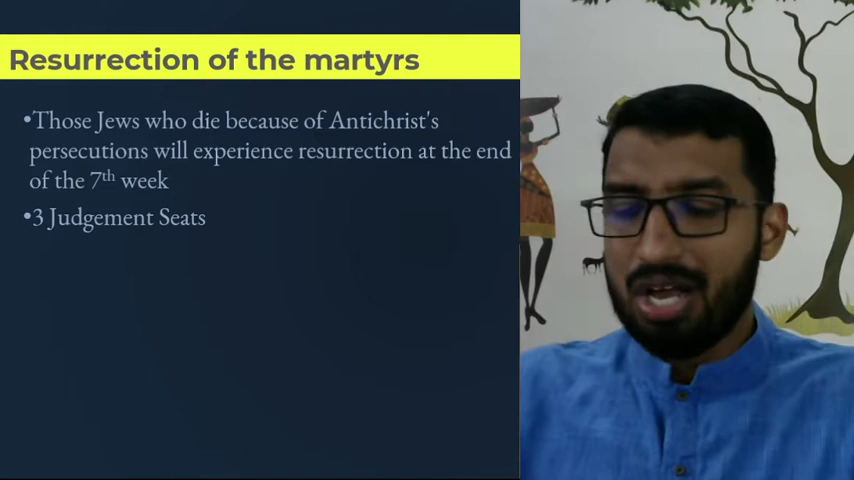 Resurrection of the martyrs
•Those Jews who die because of Antichrist's
persecutions will experience resurrection at the end
of the 7th week
•3 Judgement Seats